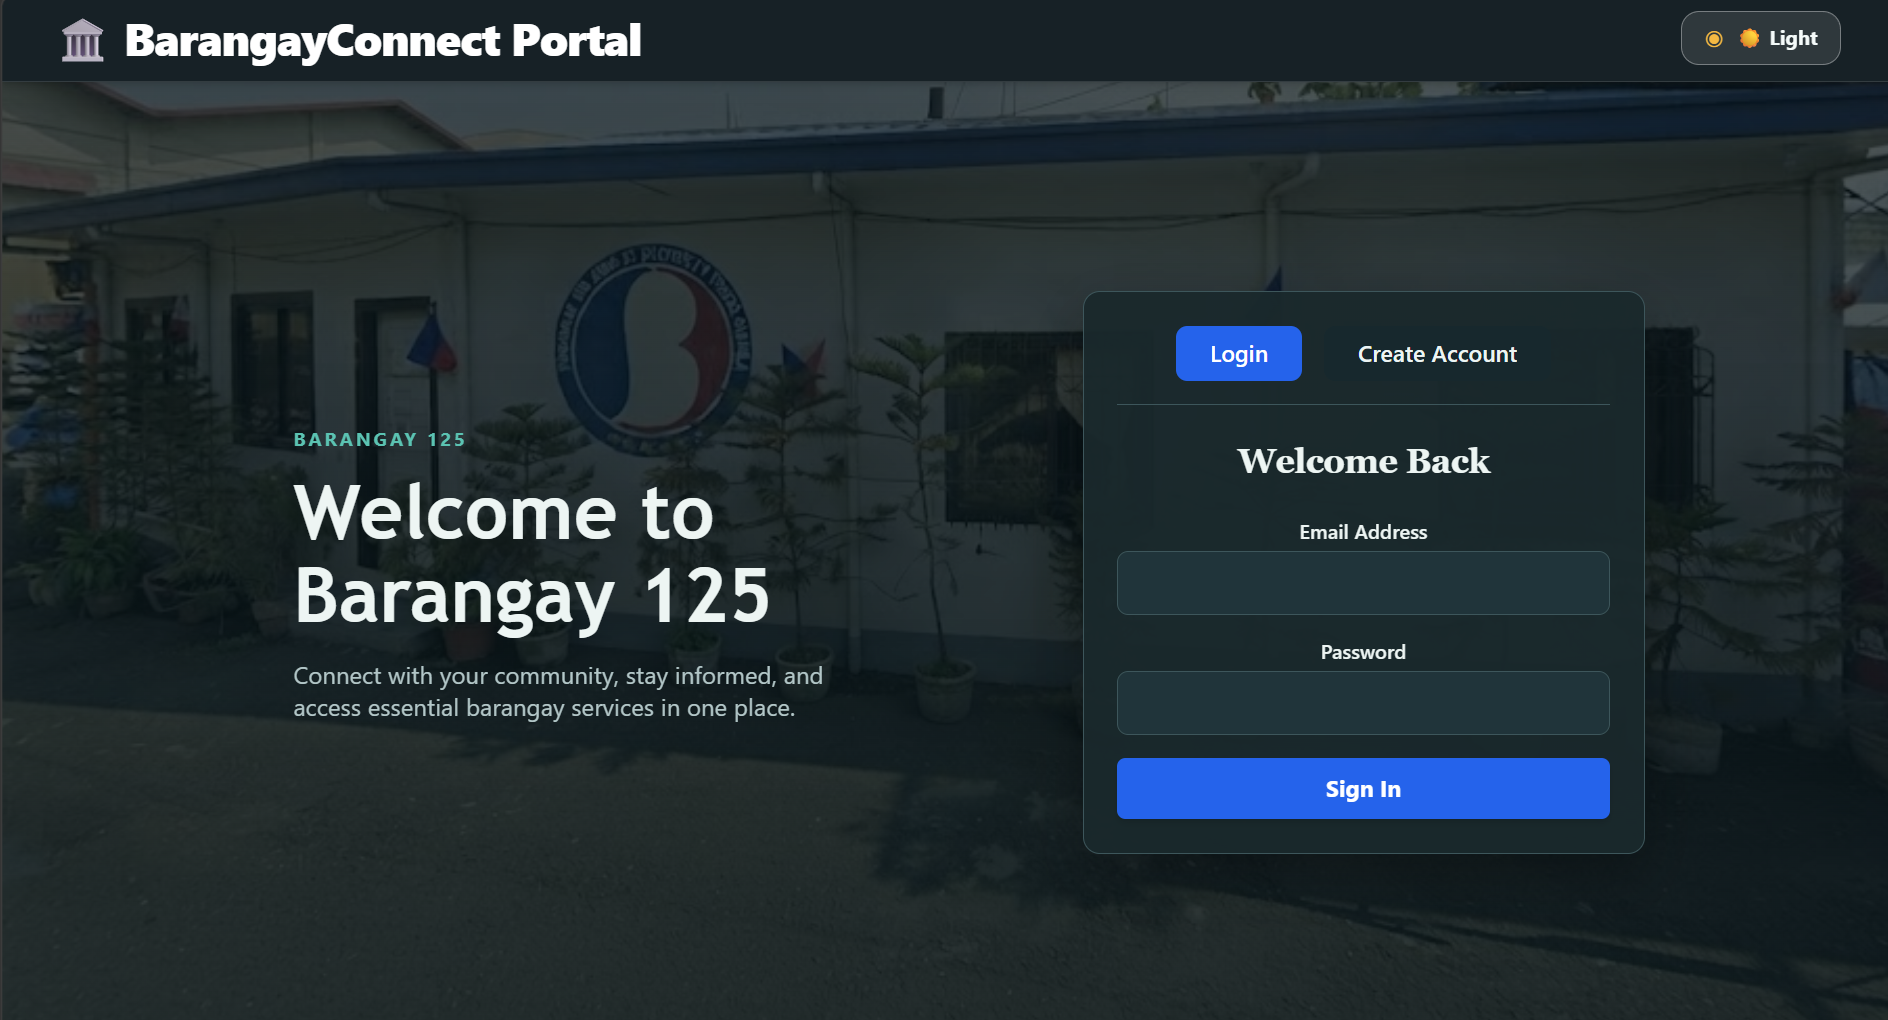 BarangayConnect Portal
Light
BARANGAY 125
Welcome to
Barangay 125
Connect with your community, stay informed, and
access essential barangay services in one place.
Login
Create Account
Welcome Back
Email Address
Password
Sign In